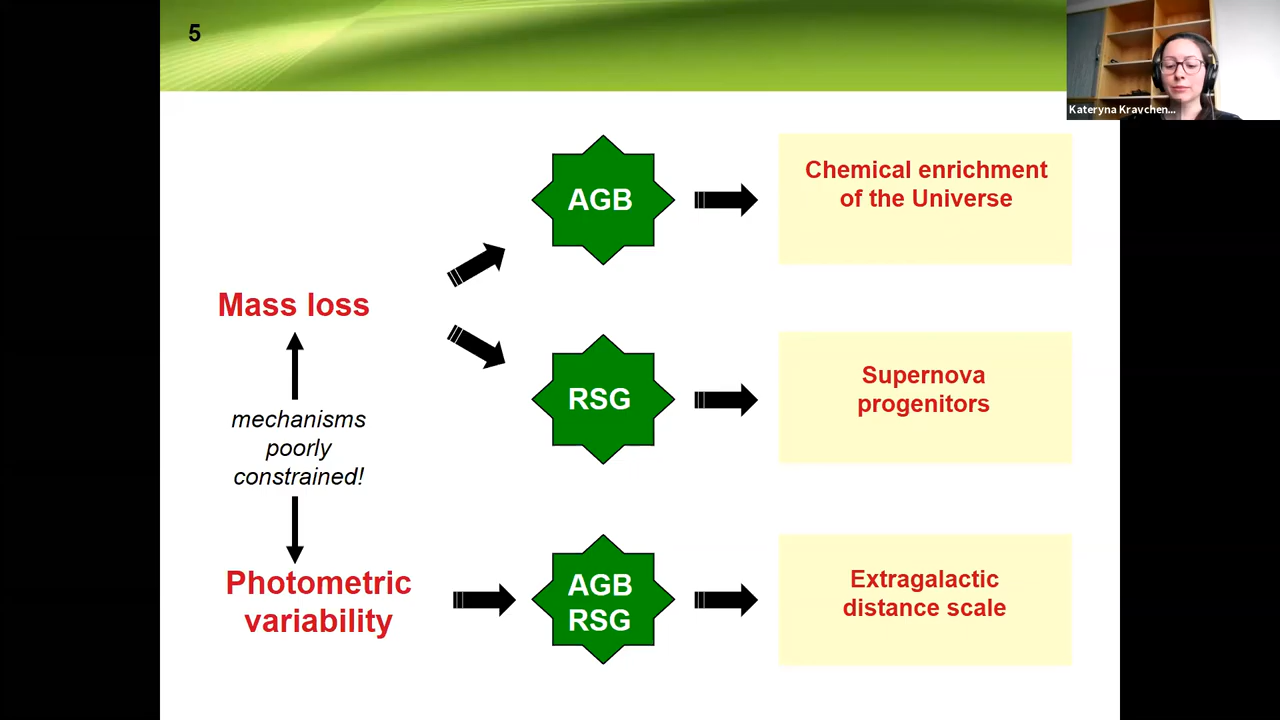 5
Kateryna Kravchen...
AGB
Chemical enrichment
of the Universe
Mass loss
RSG
Supernova
progenitors
mechanisms
poorly
constrained!
Photometric
variability
AGB
RSG
Extragalactic
distance scale